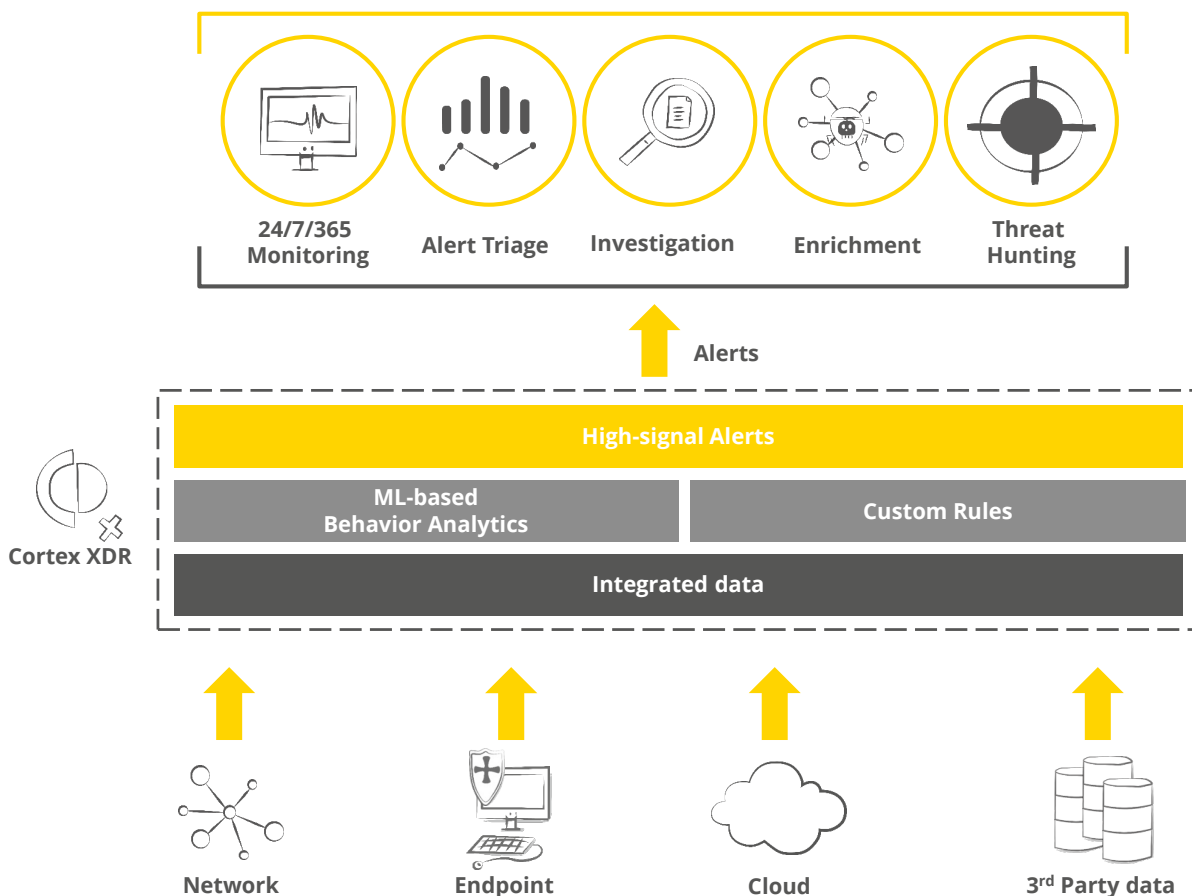 24/7/365
Monitoring
Alert Triage
Investigation
Enrichment
Threat
Hunting
Alerts
High-signal Alerts
ML-based
Behavior Analytics
Custom Rules
Cortex XDR
Integrated data
Network
Endpoint
Cloud
3rd Party data